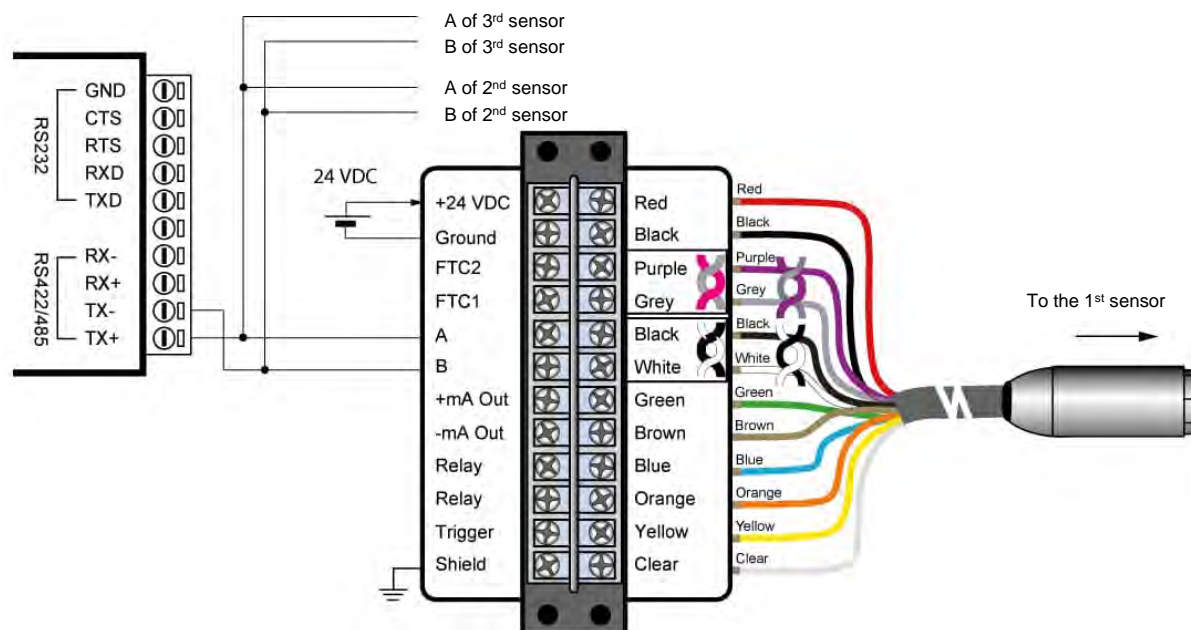 A of 3rd sensor
B of 3rd sensor
A of 2nd sensor
B of 2nd sensor
RS232
GND
CTS
RTS
RXD
TXD
RS422/485
RX-
RX+
TX-
TX+
24 VDC
+24 VDC
Ground
FTC2
FTC1
A
B
+mA Out
-mA Out
Relay
Relay
Trigger
Shield
Red
Black
Purple
Grey
Black
White
Green
Brown
Blue
Orange
Yellow
Clear
Red
Black
Purple
Grey
Black
White
Green
Brown
Blue
Orange
Yellow
Clear
To the 1st sensor